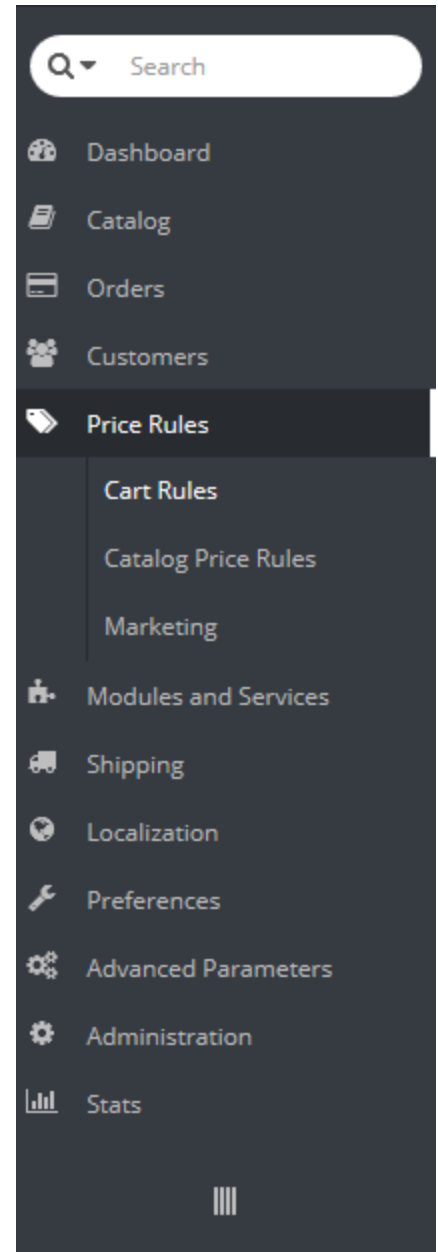 Search
Dashboard
Catalog
Orders
Customers
Price Rules
Cart Rules
Catalog Price Rules
Marketing
Modules and Services
Shipping
Localization
Preferences
Advanced Parameters
Administration
Stats